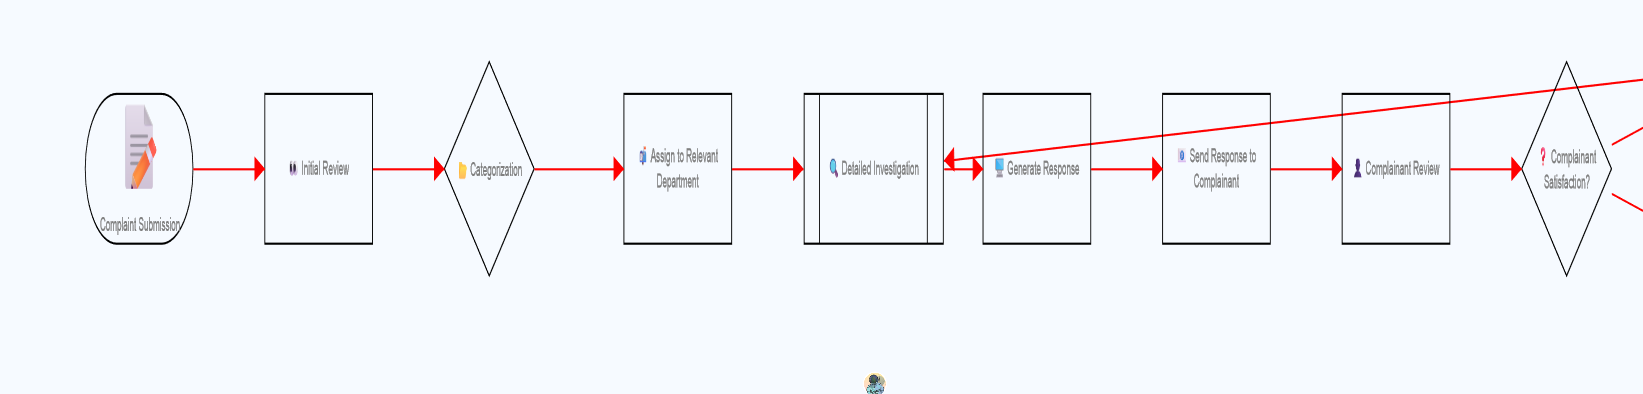 Complaint Submission
Initial Review
Categorization
Assign to Relevant
Department
Detailed Investigation
Generate Response
Send Response to
Complainant
Complainant Review
Complainant
Satisfaction?